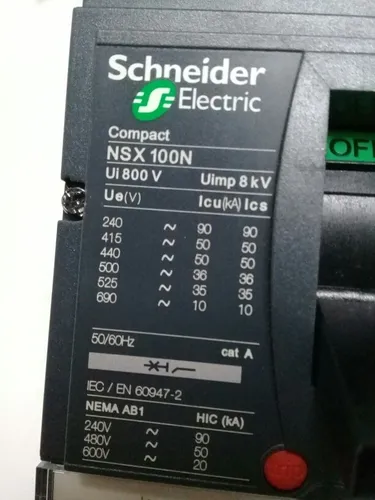 Schneider
Electric
Compact
NSX 100N
Ui 800 V Uimp 8 kV
Ue(V) Icu(kA) Ics
240 ~ 90 90
415 ~ 50 50
440 ~ 50 50
500 ~ 36 36
525 ~ 35 35
690 ~ 10 10
50/60Hz cat A
IEC / EN 60947-2
NEMA AB1 HIC (kA)
240V ~ 90
480V ~ 50
600V ~ 20